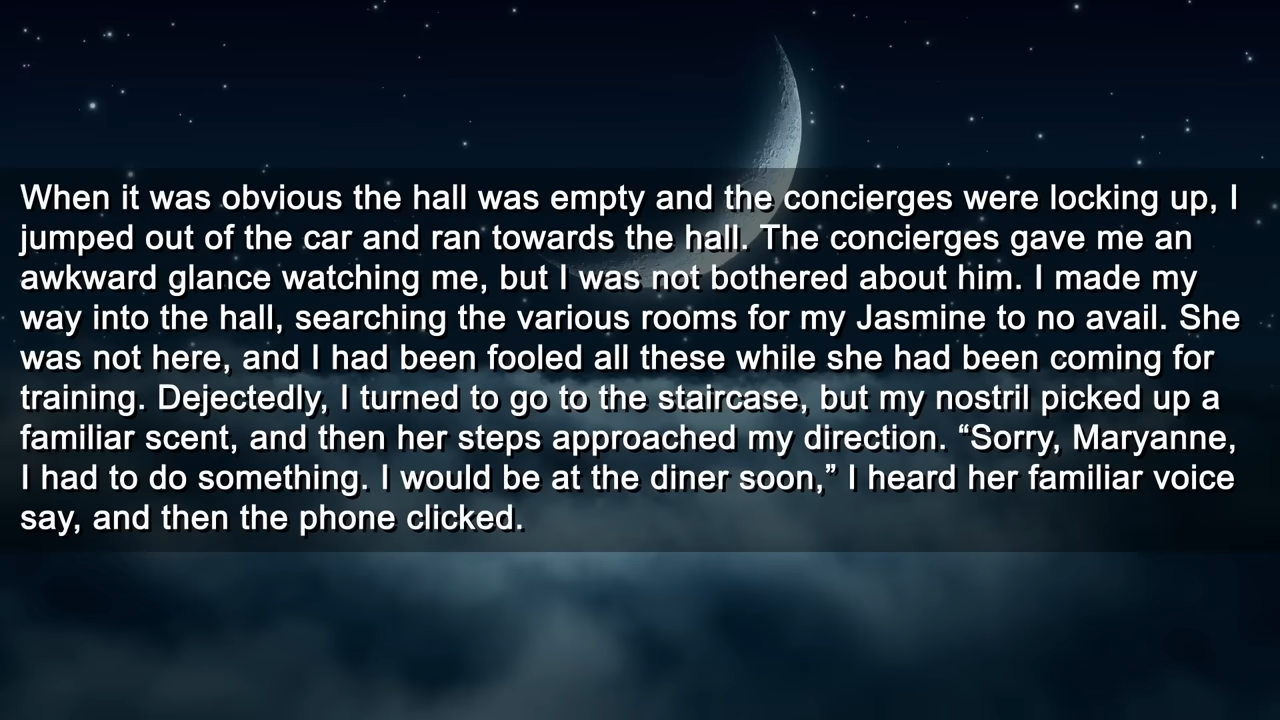 When it was obvious the hall was empty and the concierges were locking up, I
jumped out of the car and ran towards the hall. The concierges gave me an
awkward glance watching me, but I was not bothered about him. I made my
way into the hall, searching the various rooms for my Jasmine to no avail. She
was not here, and I had been fooled all these while she had been coming for
training. Dejectedly, I turned to go to the staircase, but my nostril picked up a
familiar scent, and then her steps approached my direction. “Sorry, Maryanne,
I had to do something. I would be at the diner soon,” I heard her familiar voice
say, and then the phone clicked.